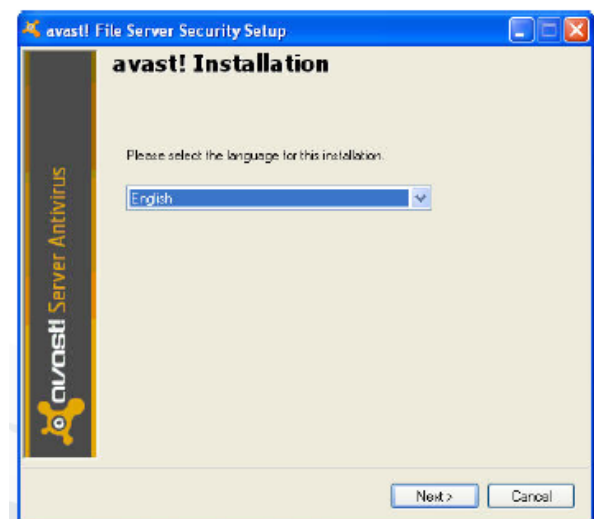 avast! File Server Security Setup
avast! Installation
Please select the language for this installation.
English
avast! Server Antivirus
Next >
Cancel